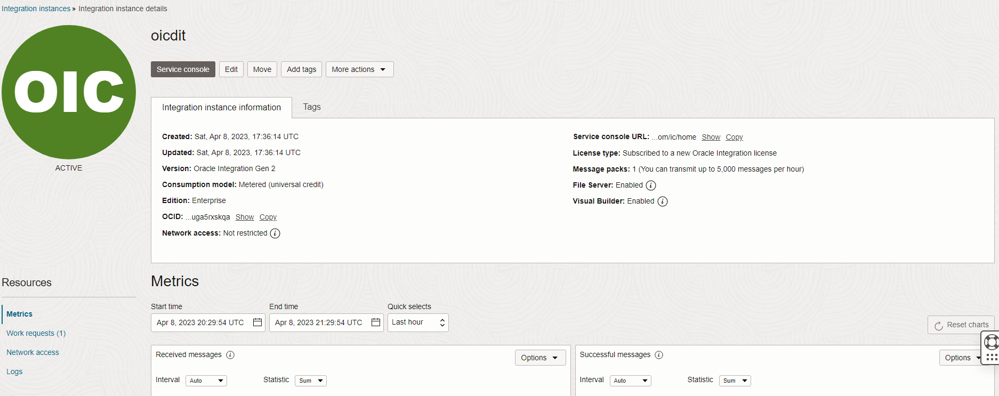 Integration instances » Integration instance details
OIC
ACTIVE
oicdit
Service console Edit Move Add tags More actions
Integration instance information Tags
Created: Sat, Apr 8, 2023, 17:36:14 UTC
Updated: Sat, Apr 8, 2023, 17:36:14 UTC
Version: Oracle Integration Gen 2
Consumption model: Metered (universal credit)
Edition: Enterprise
OCID: ...uga5rxskqa Show Copy
Network access: Not restricted i
Service console URL: ...om/ic/home Show Copy
License type: Subscribed to a new Oracle Integration license
Message packs: 1 (You can transmit up to 5,000 messages per hour)
File Server: Enabled i
Visual Builder: Enabled i
Resources
Metrics
Work requests (1)
Network access
Logs
Metrics
Start time End time Quick selects
Apr 8, 2023 20:29:54 UTC Apr 8, 2023 21:29:54 UTC Last hour
Reset charts
Received messages i Options
Interval Auto Statistic Sum
Successful messages i Options
Interval Auto Statistic Sum